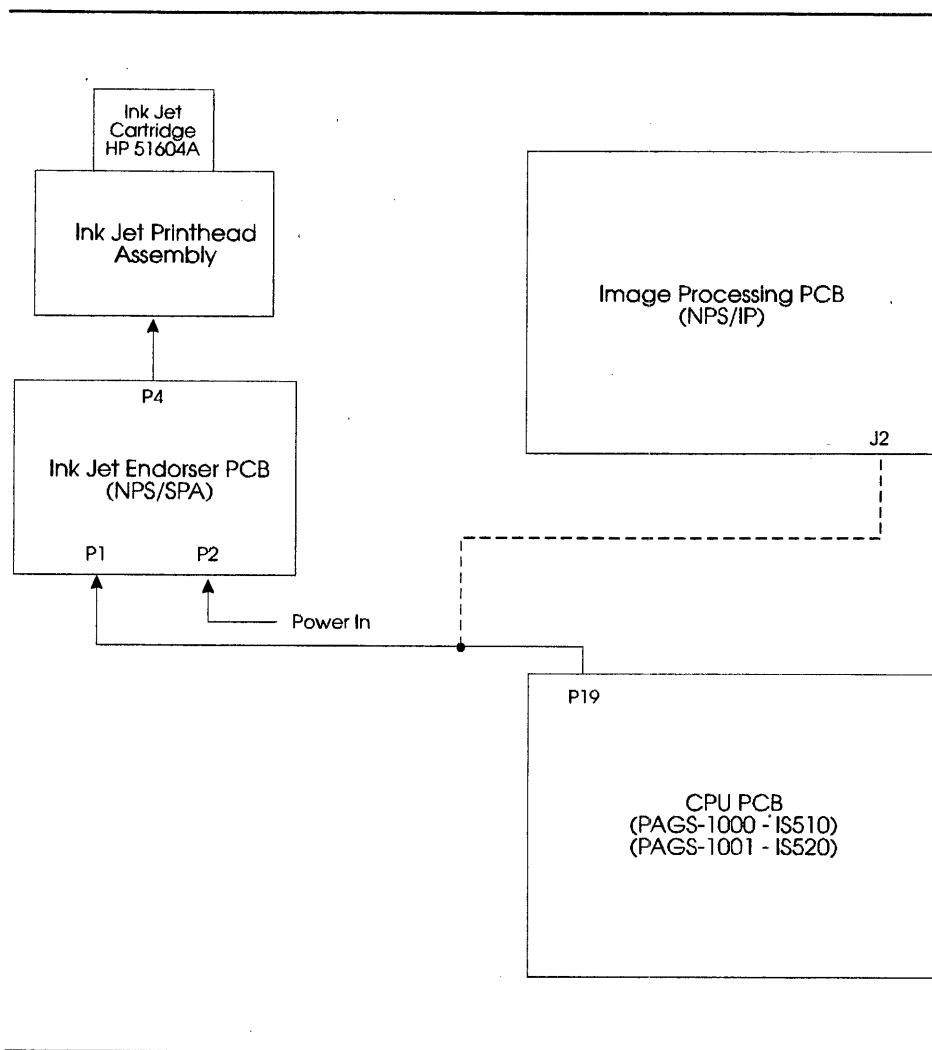 Ink Jet
Cartridge
HP 51604A
Ink Jet Printhead
Assembly
Image Processing PCB
(NPS/IP)
J2
P4
Ink Jet Endorser PCB
(NPS/SPA)
P1
P2
Power In
P19
CPU PCB
(PAGS-1000 - IS510)
(PAGS-1001 - IS520)